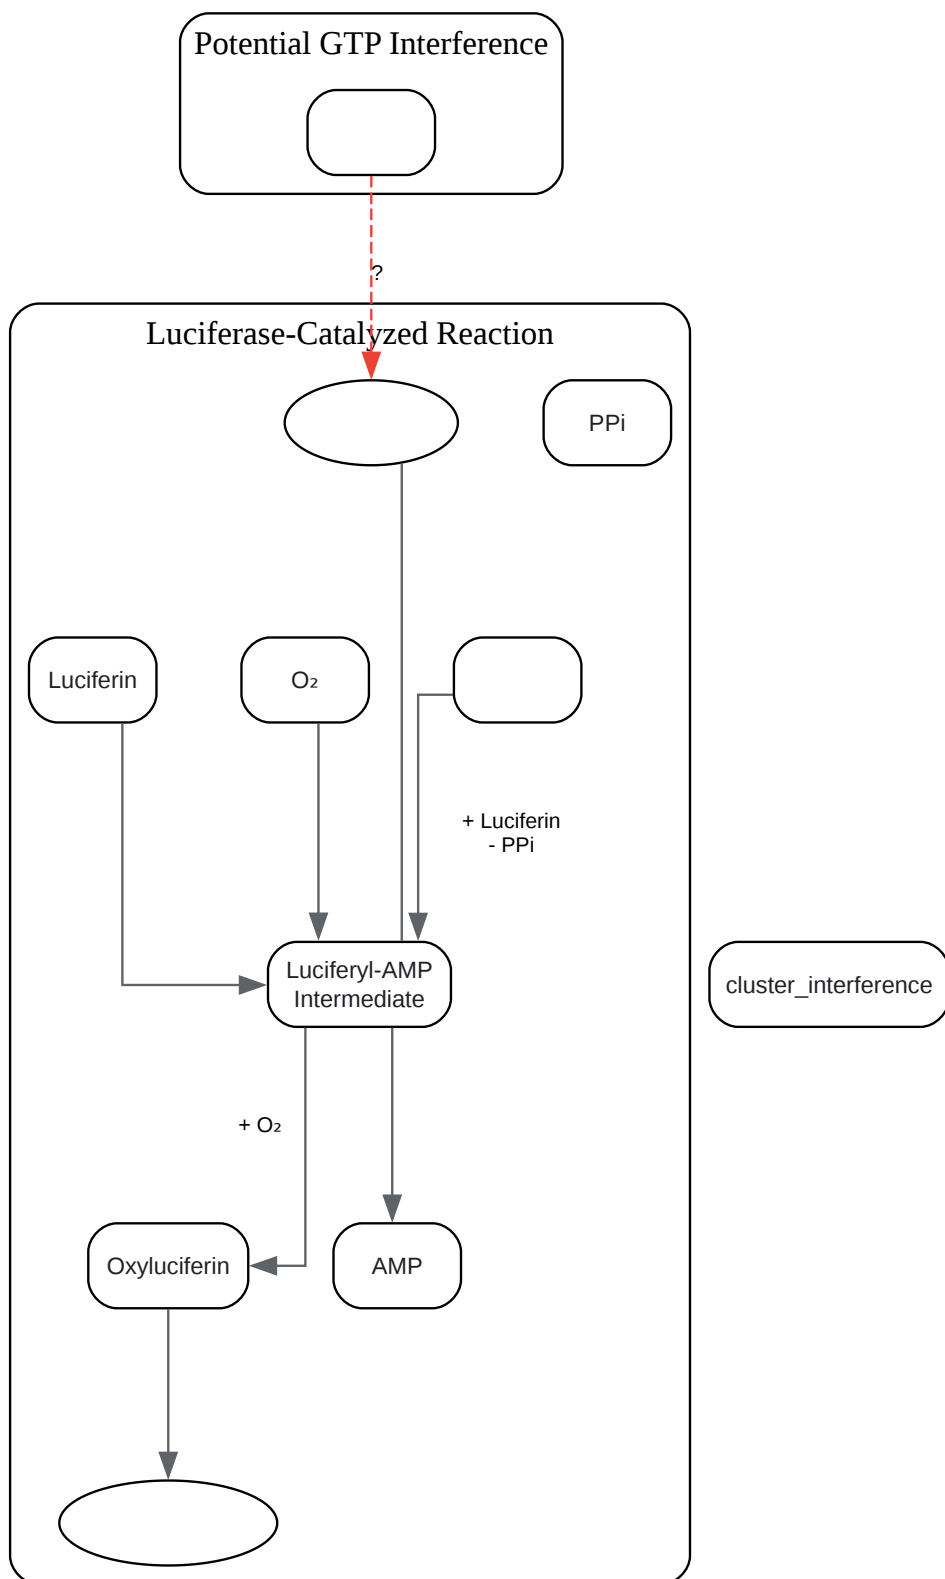 Potential GTP Interference
?
Luciferase-Catalyzed Reaction
PPi
Luciferin
O₂
+ Luciferin
- PPi
Luciferyl-AMP
Intermediate
cluster_interference
+ O₂
Oxyluciferin
AMP